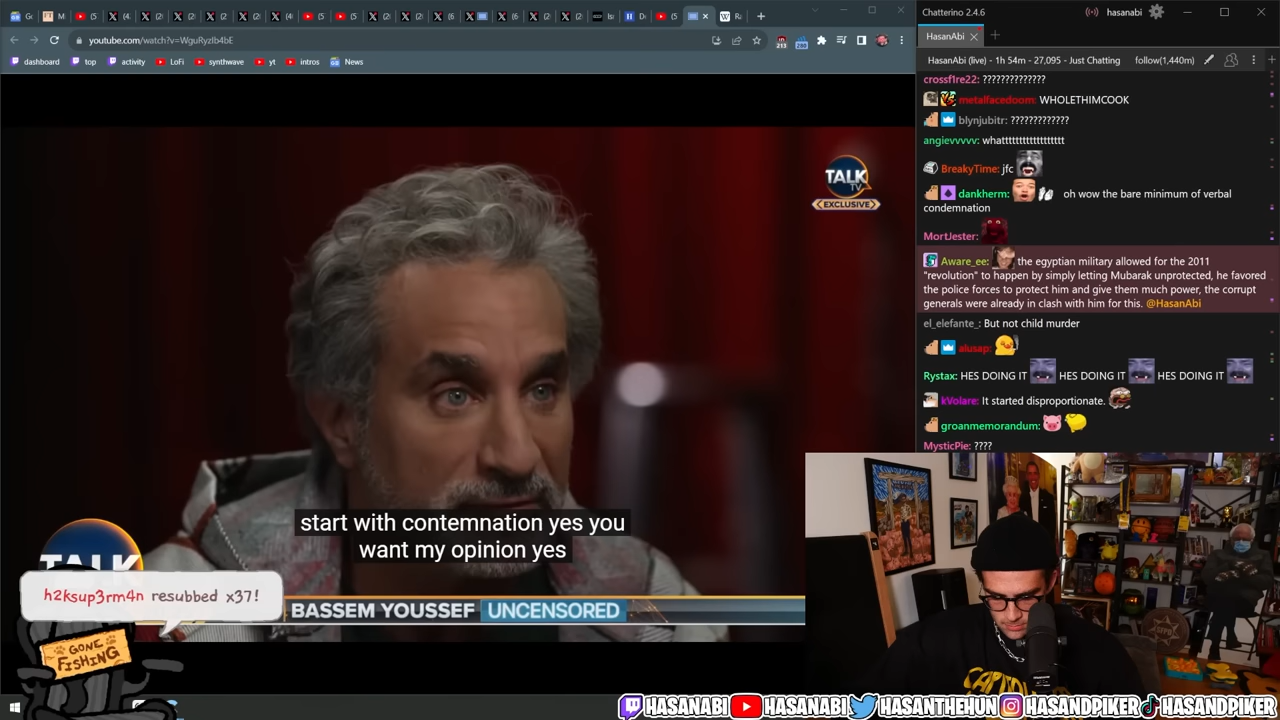 Chatterino 2.4.6
hasanabi
youtube.com/watch?v=WguRyzJb4bE
HasanAbi
dashboard
top
activity
LoFi
synthwave
yt
intros
News
HasanAbi (live) - 1h 54m - 27,095 - Just Chatting
follow(1,440m)
crossf1re22: ??????????????
metalfacedoom: WHOLETHIMCOOK
blynjubitr: ?????????????
angievvvvv: whatttttttttttttttttt
BreakyTime: jfc
dankherm: oh wow the bare minimum of verbal
condemnation
MortJester:
Aware_ee: the egyptian military allowed for the 2011
"revolution" to happen by simply letting Mubarak unprotected, he favored
the police forces to protect him and give them much power, the corrupt
generals were already in clash with him for this. @HasanAbi
el_elefante_: But not child murder
alusap:
Rystax: HES DOING IT HES DOING IT HES DOING IT
kVolare: It started disproportionate.
groanmemorandum:
MysticPie: ????
TALK
TV
EXCLUSIVE
start with contemnation yes you
want my opinion yes
TALK
h2ksup3rm4n resubbed x37!
BASSEM YOUSSEF UNCENSORED
GONE
FISHING
HASANABI HASANABI HASANTHEHUN HASANDPIKER HASANDPIKER